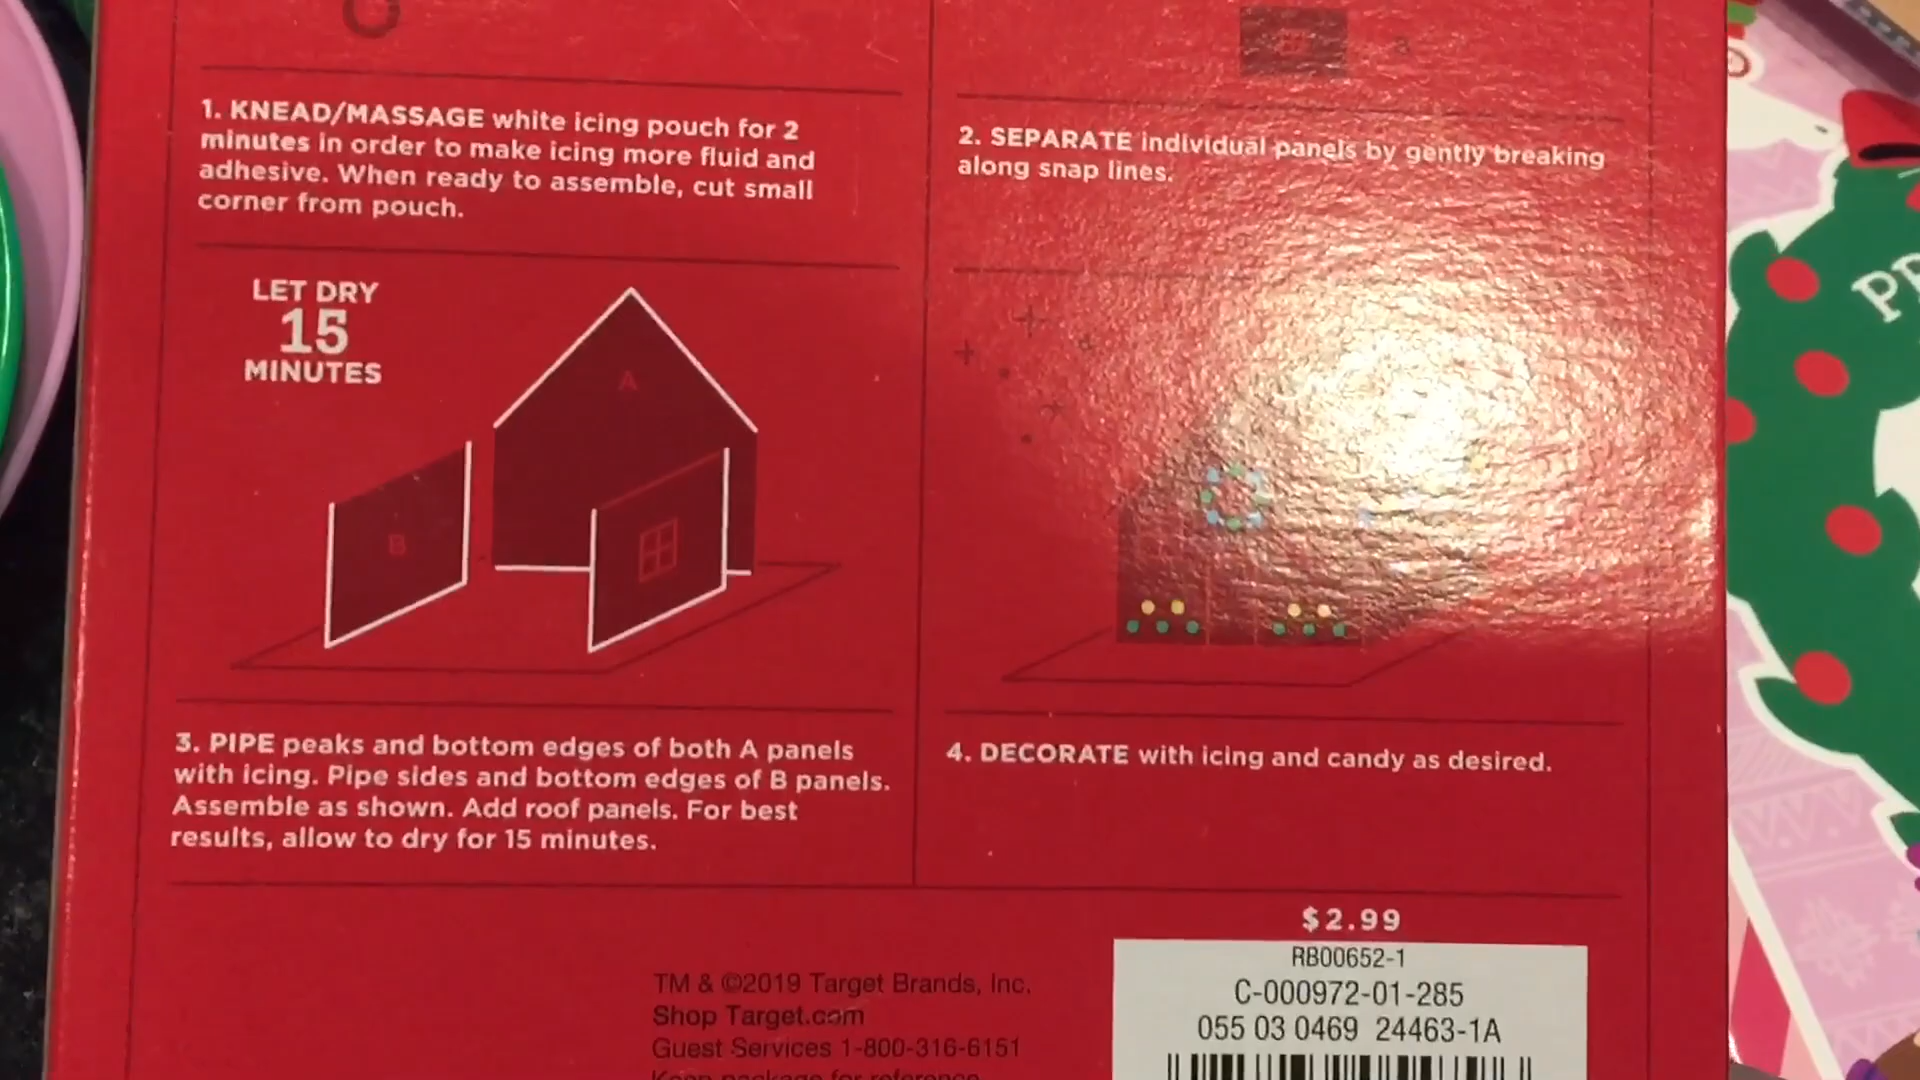 1. KNEAD/MASSAGE white icing pouch for 2
minutes in order to make icing more fluid and
adhesive. When ready to assemble, cut small
corner from pouch.
2. SEPARATE individual panels by gently breaking
along snap lines.
LET DRY
15
MINUTES
A
B
3. PIPE peaks and bottom edges of both A panels
with icing. Pipe sides and bottom edges of B panels.
Assemble as shown. Add roof panels. For best
results, allow to dry for 15 minutes.
4. DECORATE with icing and candy as desired.
$2.99
RB00652-1
C-000972-01-285
055 03 0469 24463-1A
TM & ©2019 Target Brands, Inc.
Shop Target.com
Guest Services 1-800-316-6151
Keep package for reference